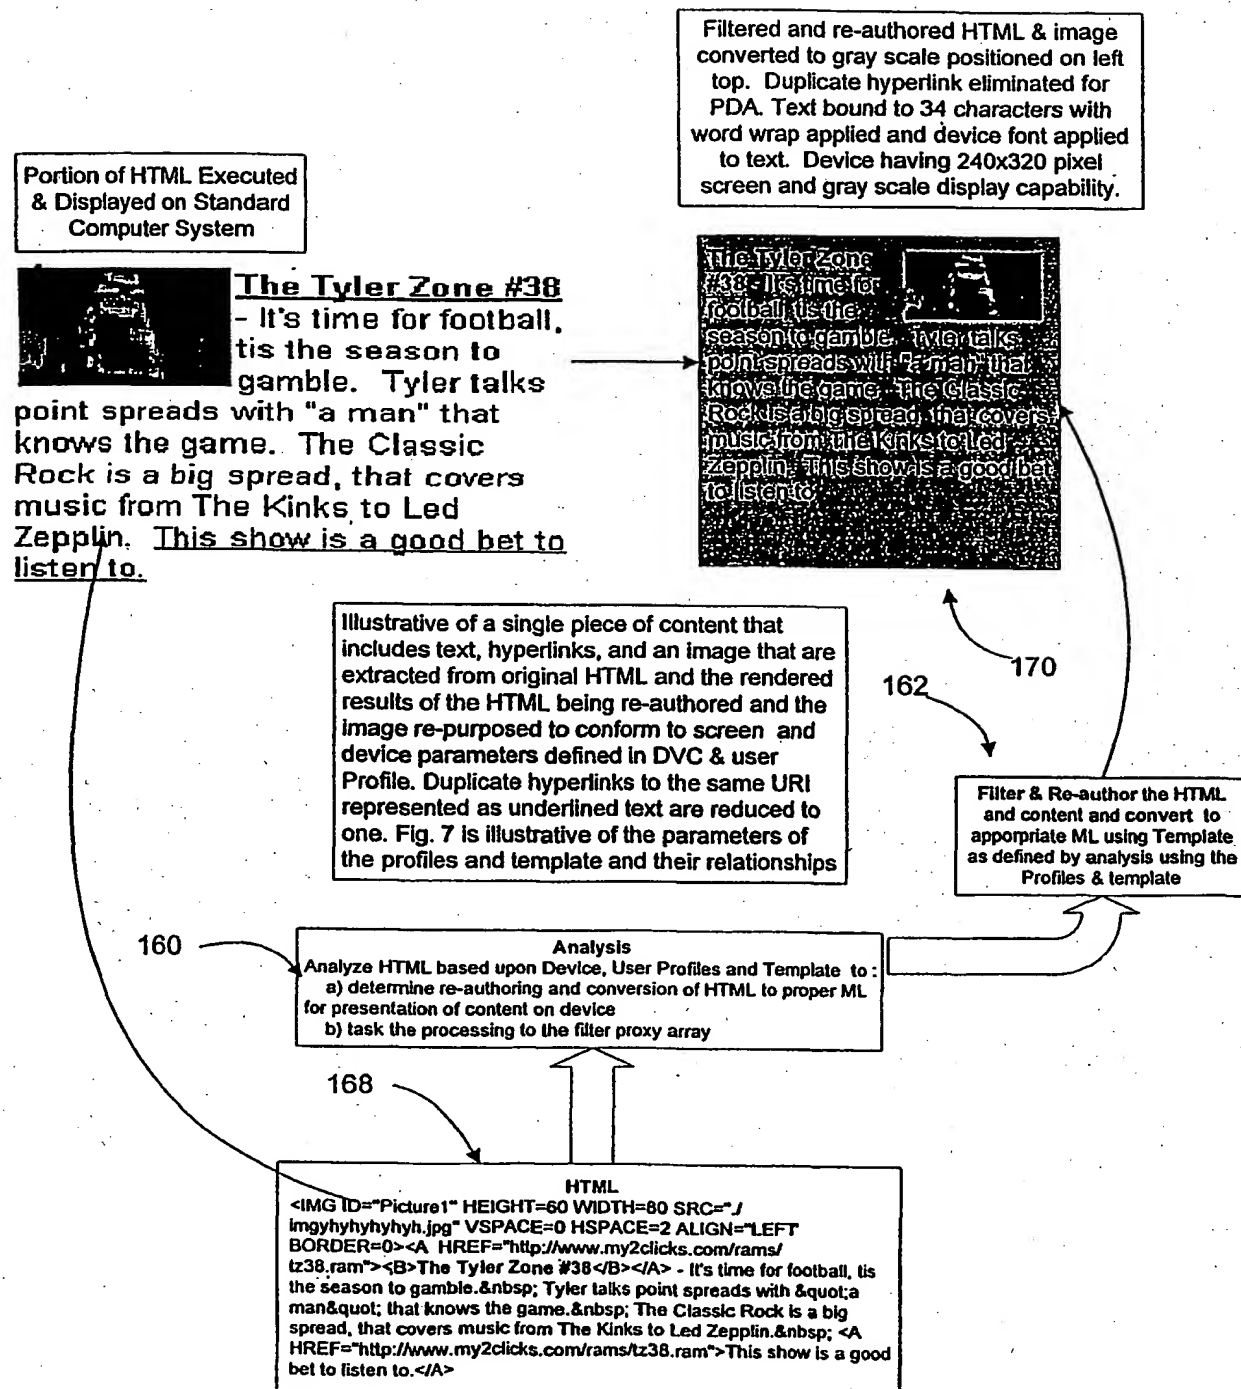 Filtered and re-authored HTML & image
converted to gray scale positioned on left
top. Duplicate hyperlink eliminated for
PDA. Text bound to 34 characters with
word wrap applied and device font applied
to text. Device having 240x320 pixel
screen and gray scale display capability.
Portion of HTML Executed
& Displayed on Standard
Computer System
The Tyler Zone #38
- It's time for football,
tis the season to
gamble. Tyler talks
point spreads with "a man" that
knows the game. The Classic
Rock is a big spread, that covers
music from The Kinks to Led
Zepplin. This show is a good bet to
listen to.
The Tyler Zone
#38 - It's time for
football, tis the
season to gamble. Tyler talks
point spreads with "a man" that
knows the game. The Classic
Rock is a big spread, that covers
music from The Kinks to Led
Zepplin. This show is a good bet
to listen to.
170
162
Illustrative of a single piece of content that
includes text, hyperlinks, and an image that are
extracted from original HTML and the rendered
results of the HTML being re-authored and the
image re-purposed to conform to screen and
device parameters defined in DVC & user
Profile. Duplicate hyperlinks to the same URI
represented as underlined text are reduced to
one. Fig. 7 is illustrative of the parameters of
the profiles and template and their relationships
Filter & Re-author the HTML
and content and convert to
apporpriate ML using Template
as defined by analysis using the
Profiles & template
160
Analysis
Analyze HTML based upon Device, User Profiles and Template to :
a) determine re-authoring and conversion of HTML to proper ML
for presentation of content on device
b) task the processing to the filter proxy array
168
HTML
<IMG ID="Picture1" HEIGHT=60 WIDTH=80 SRC="./
imgyhyhyhyhyh.jpg" VSPACE=0 HSPACE=2 ALIGN="LEFT"
BORDER=0><A HREF="http://www.my2clicks.com/rams/
tz38.ram"><B>The Tyler Zone #38</B></A> - It's time for football, tis
the season to gamble.&nbsp; Tyler talks point spreads with &quot;a
man&quot; that knows the game.&nbsp; The Classic Rock is a big
spread, that covers music from The Kinks to Led Zepplin.&nbsp; <A
HREF="http://www.my2clicks.com/rams/tz38.ram">This show is a good
bet to listen to.</A>